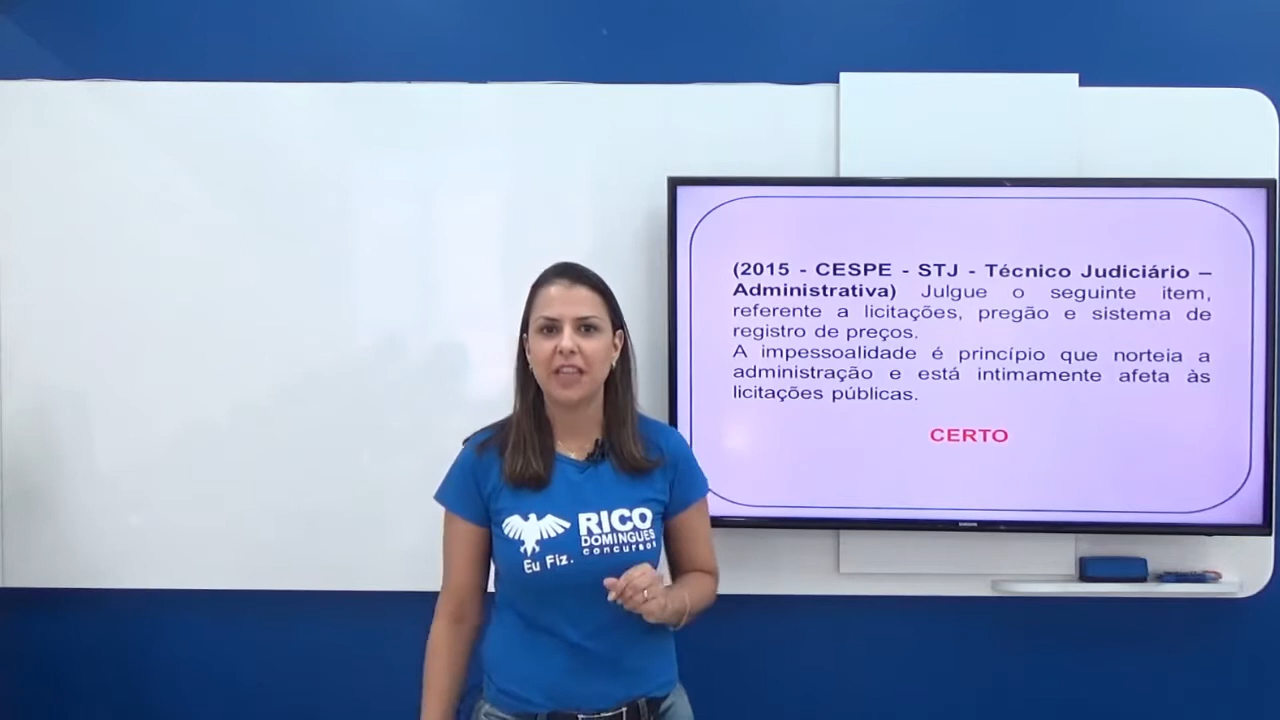 (2015 - CESPE - STJ - Técnico Judiciário –
Administrativa) Julgue o seguinte item,
referente a licitações, pregão e sistema de
registro de preços.
A impessoalidade é princípio que norteia a
administração e está intimamente afeta às
licitações públicas.
CERTO
RICO
DOMINGUES
concursos
Eu Fiz.
SAMSUNG